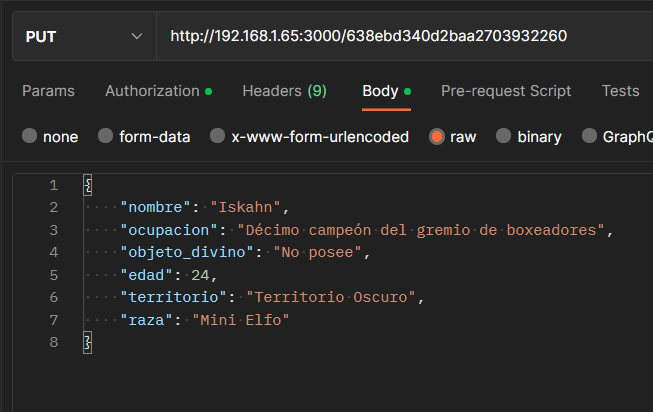 PUT http://192.168.1.65:3000/638ebd340d2baa2703932260
Params Authorization Headers (9) Body Pre-request Script Tests
none form-data x-www-form-urlencoded raw binary GraphQ
1 {
2 "nombre": "Iskahn",
3 "ocupacion": "Décimo campeón del gremio de boxeadores",
4 "objeto_divino": "No posee",
5 "edad": 24,
6 "territorio": "Territorio Oscuro",
7 "raza": "Mini Elfo"
8 }